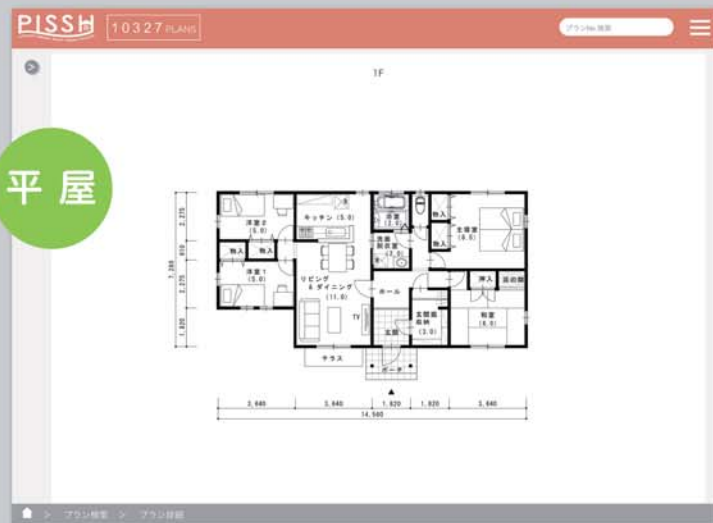 PISSH
10327 PLANS
プランNo.検索
1F
平屋
洋室2
(5.0)
物入
物入
洋室1
(5.0)
キッチン (5.0)
リビング
& ダイニング
(11.0)
TV
テラス
浴室
(2.0)
洗面
脱衣室
(2.0)
ホール
玄関
ポーチ
玄関脇
収納
(3.0)
物入
物入
主寝室
(8.5)
押入
床の間
和室
(6.0)
2,275
910
2,275
1,820
7,280
3,640
3,640
1,820
1,820
3,640
14,560
> プラン検索 > プラン詳細